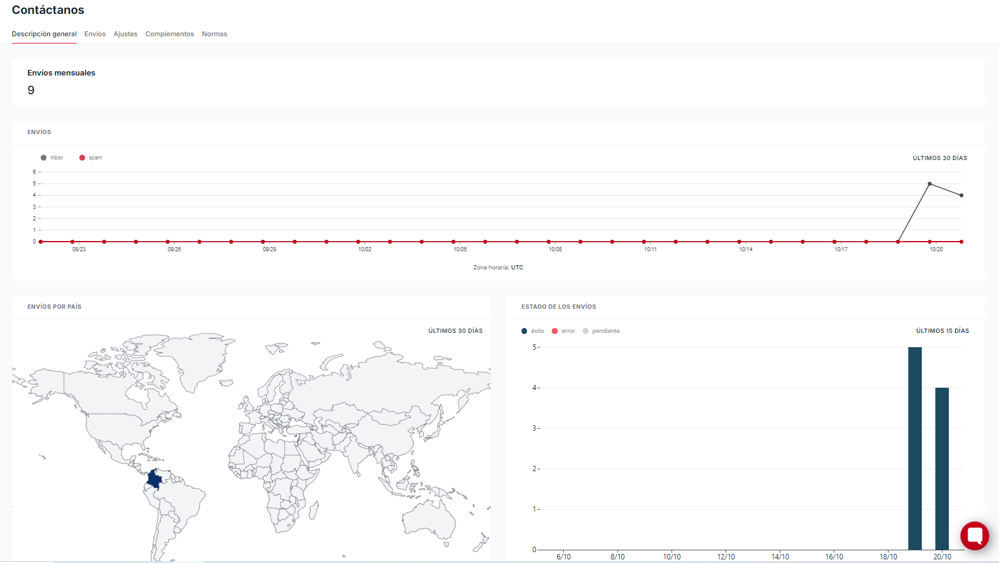 Contáctanos
Descripción general Envíos Ajustes Complementos Normas
Envíos mensuales
9
ENVÍOS
inbox spam
ÚLTIMOS 30 DÍAS
6
5
4
3
2
1
0
09/23 09/26 09/29 10/02 10/05 10/08 10/11 10/14 10/17 10/20
Zona horaria: UTC
ENVÍOS POR PAÍS
ÚLTIMOS 30 DÍAS
ESTADO DE LOS ENVÍOS
éxito error pendiente
ÚLTIMOS 15 DÍAS
5
4
3
2
1
0
6/10 8/10 10/10 12/10 14/10 16/10 18/10 20/10